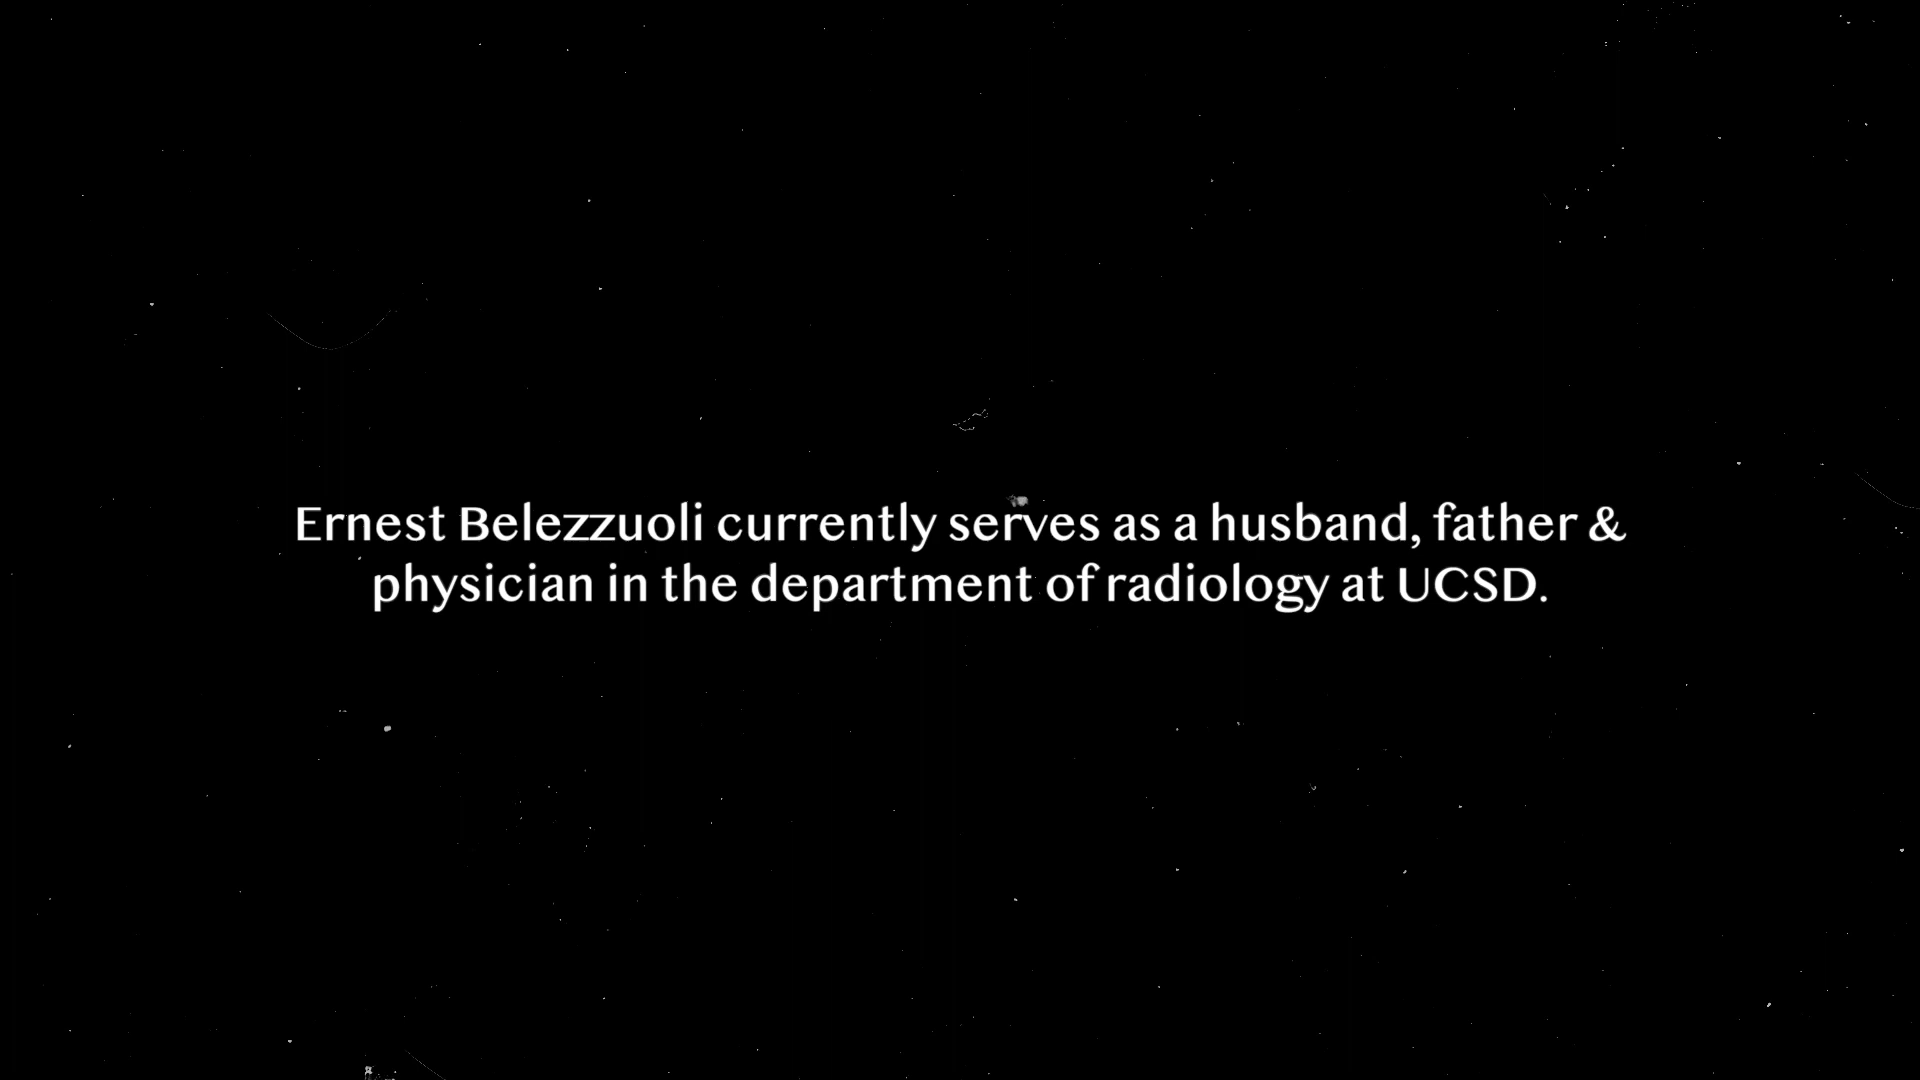 Ernest Belezzuoli currently serves as a husband, father &
physician in the department of radiology at UCSD.